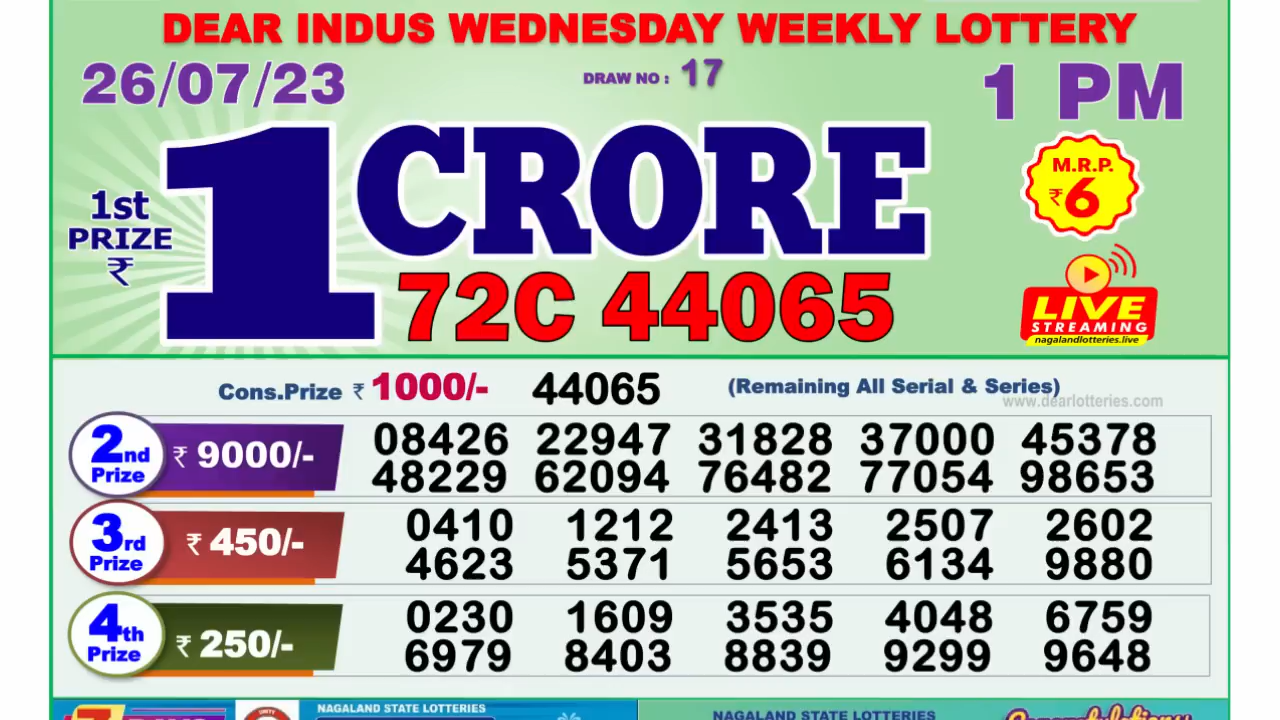 DEAR INDUS WEDNESDAY WEEKLY LOTTERY
26/07/23
DRAW NO : 17
1 PM
1st PRIZE ₹
1 CRORE
72C 44065
M.R.P.
₹6
LIVE
STREAMING
nagalandlotteries.live
Cons.Prize ₹ 1000/- 44065 (Remaining All Serial & Series)
www.dearlotteries.com
2nd Prize ₹ 9000/-
08426 22947 31828 37000 45378
48229 62094 76482 77054 98653
3rd Prize ₹ 450/-
0410 1212 2413 2507 2602
4623 5371 5653 6134 9880
4th Prize ₹ 250/-
0230 1609 3535 4048 6759
6979 8403 8839 9299 9648
NAGALAND STATE LOTTERIES
NAGALAND STATE LOTTERIES